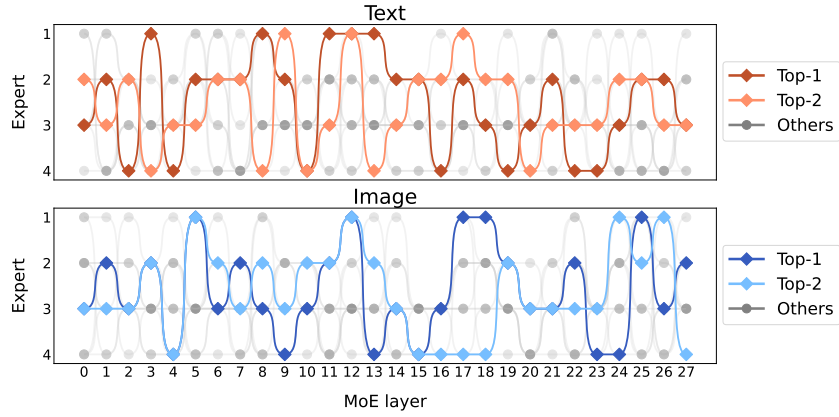 Text
Expert
1
2
3
4
Top-1
Top-2
Others
Image
Expert
1
2
3
4
Top-1
Top-2
Others
0 1 2 3 4 5 6 7 8 9 10 11 12 13 14 15 16 17 18 19 20 21 22 23 24 25 26 27
MoE layer